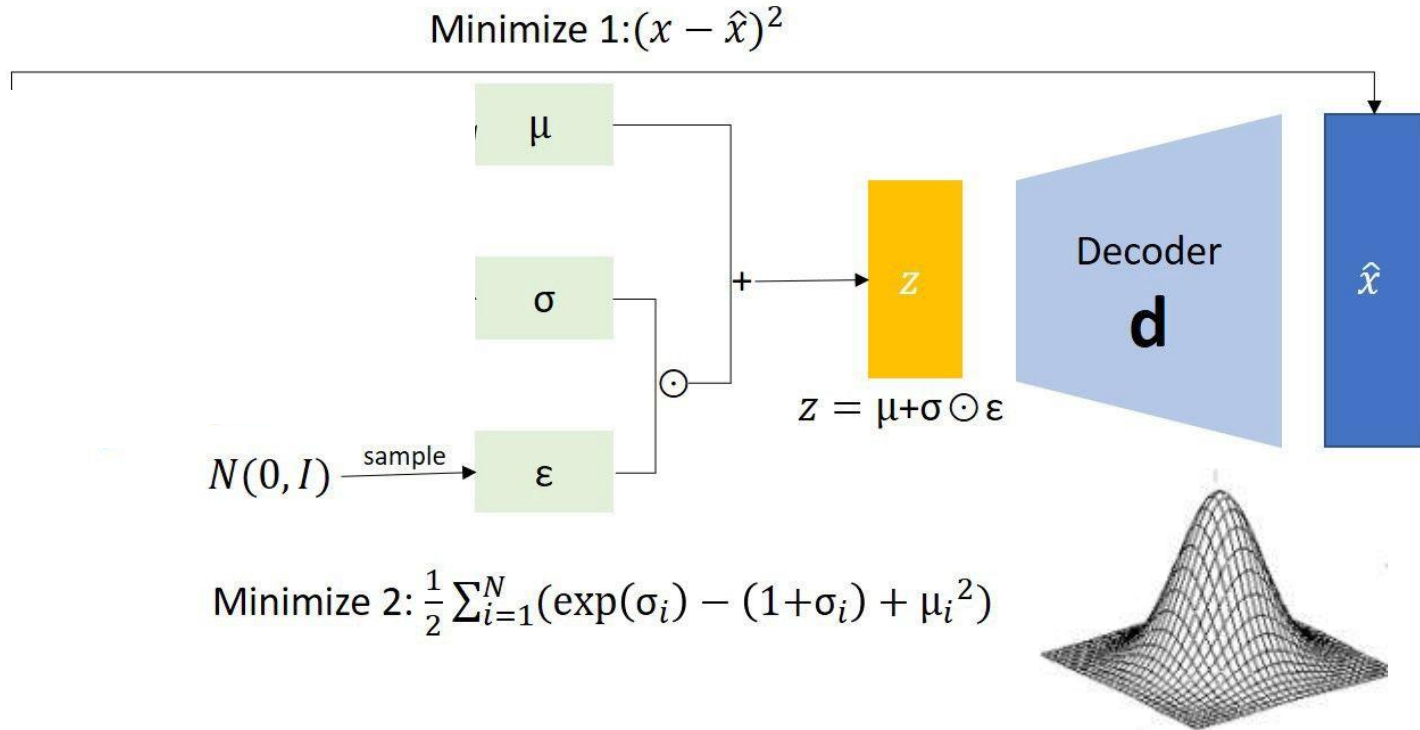 Minimize 1:(x − x̂)²
μ
σ
+
z
Decoder
d
x̂
⊙
z = μ+σ⊙ε
N(0, I)
sample
ε
Minimize 2: ½ ∑ᵢ₌₁ᴺ(exp(σᵢ) − (1+σᵢ) + μᵢ²)